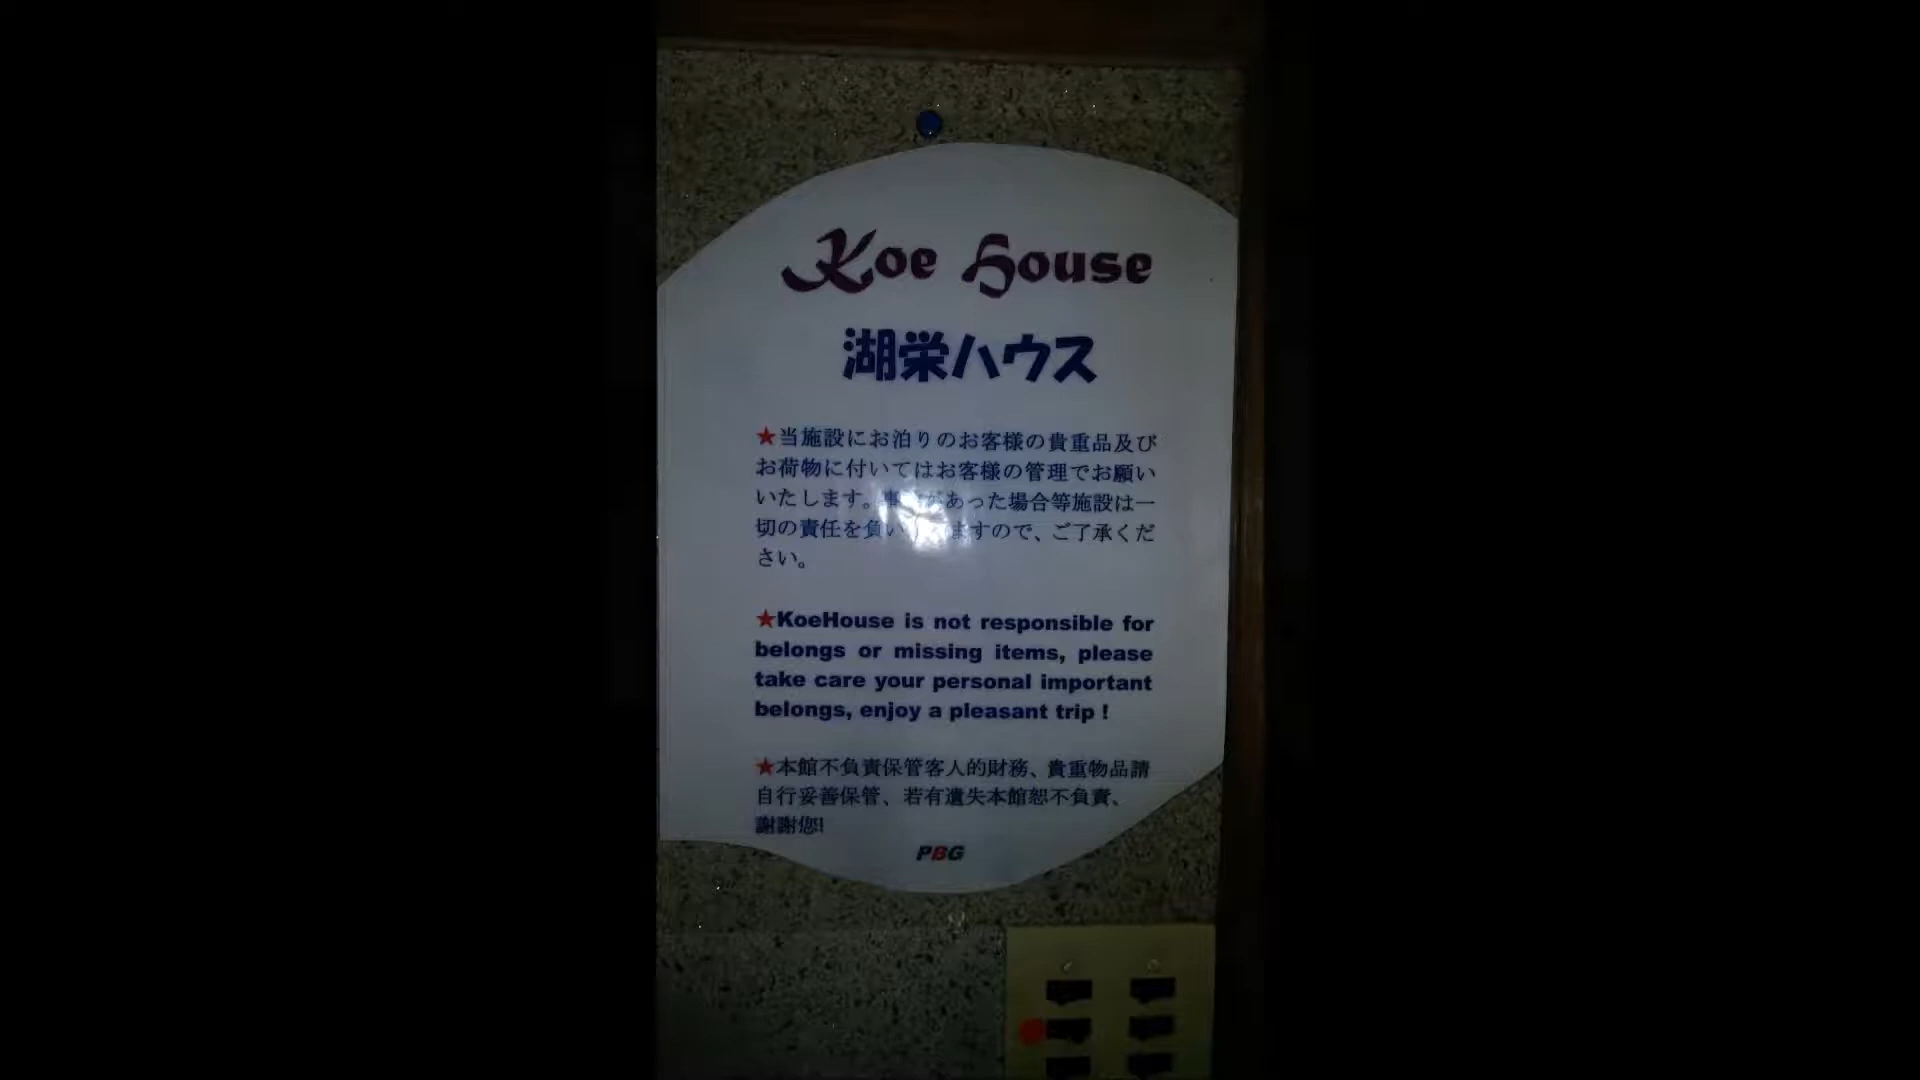 Koe House
湖栄ハウス
★当施設にお泊りのお客様の貴重品及び
お荷物に付いてはお客様の管理でお願い
いたします。事 があった場合等施設は一
切の責任を負い ますので、ご了承くだ
さい。
★KoeHouse is not responsible for
belongs or missing items, please
take care your personal important
belongs, enjoy a pleasant trip !
★本館不負責保管客人的財務、貴重物品請
自行妥善保管、若有遺失本館恕不負責、
謝謝您!
PBG